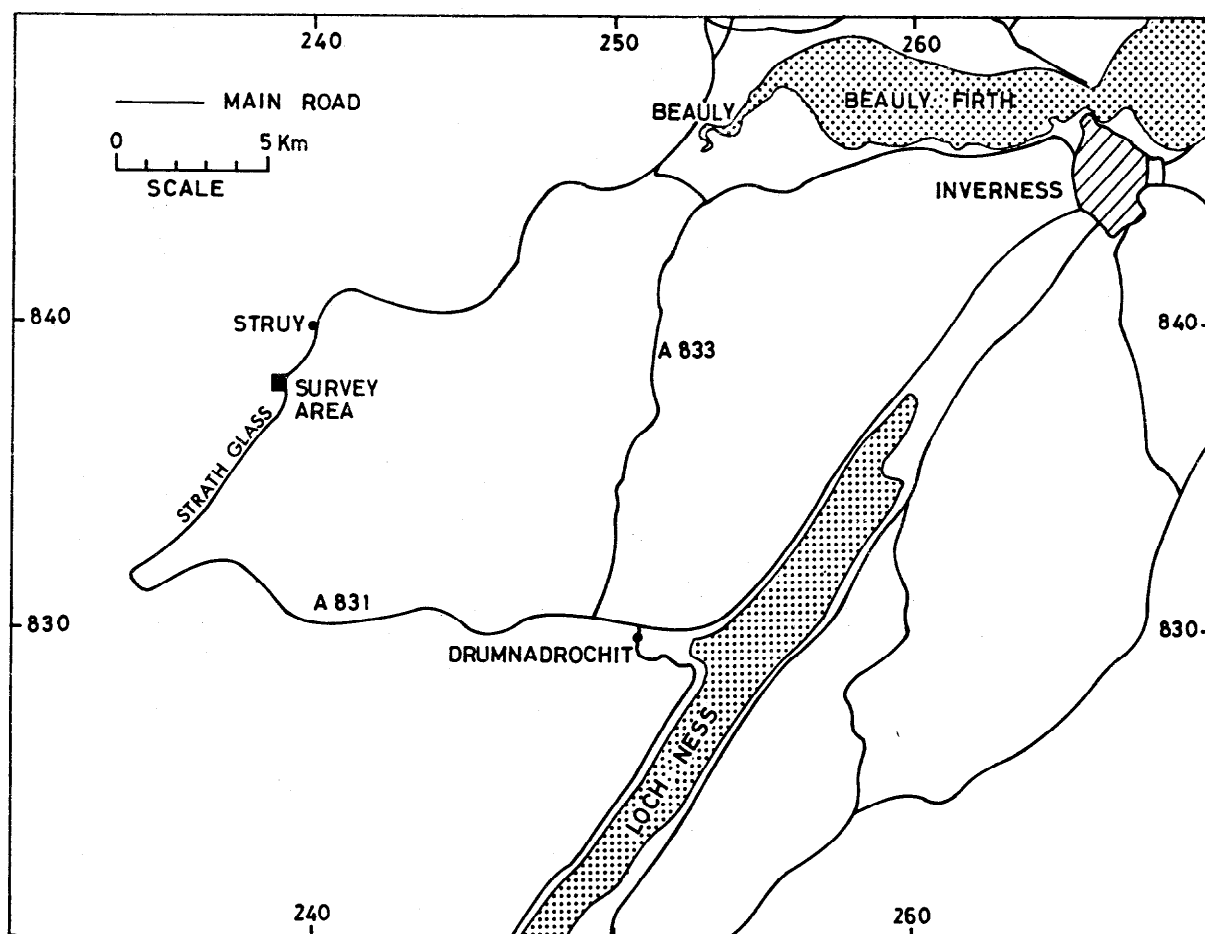 240
250
260
MAIN ROAD
BEAULY
BEAULY FIRTH
0
5 Km
SCALE
INVERNESS
840
STRUY
840
A 833
SURVEY
AREA
STRATH GLASS
A 831
830
830
DRUMNADROCHIT
LOCH NESS
240
260